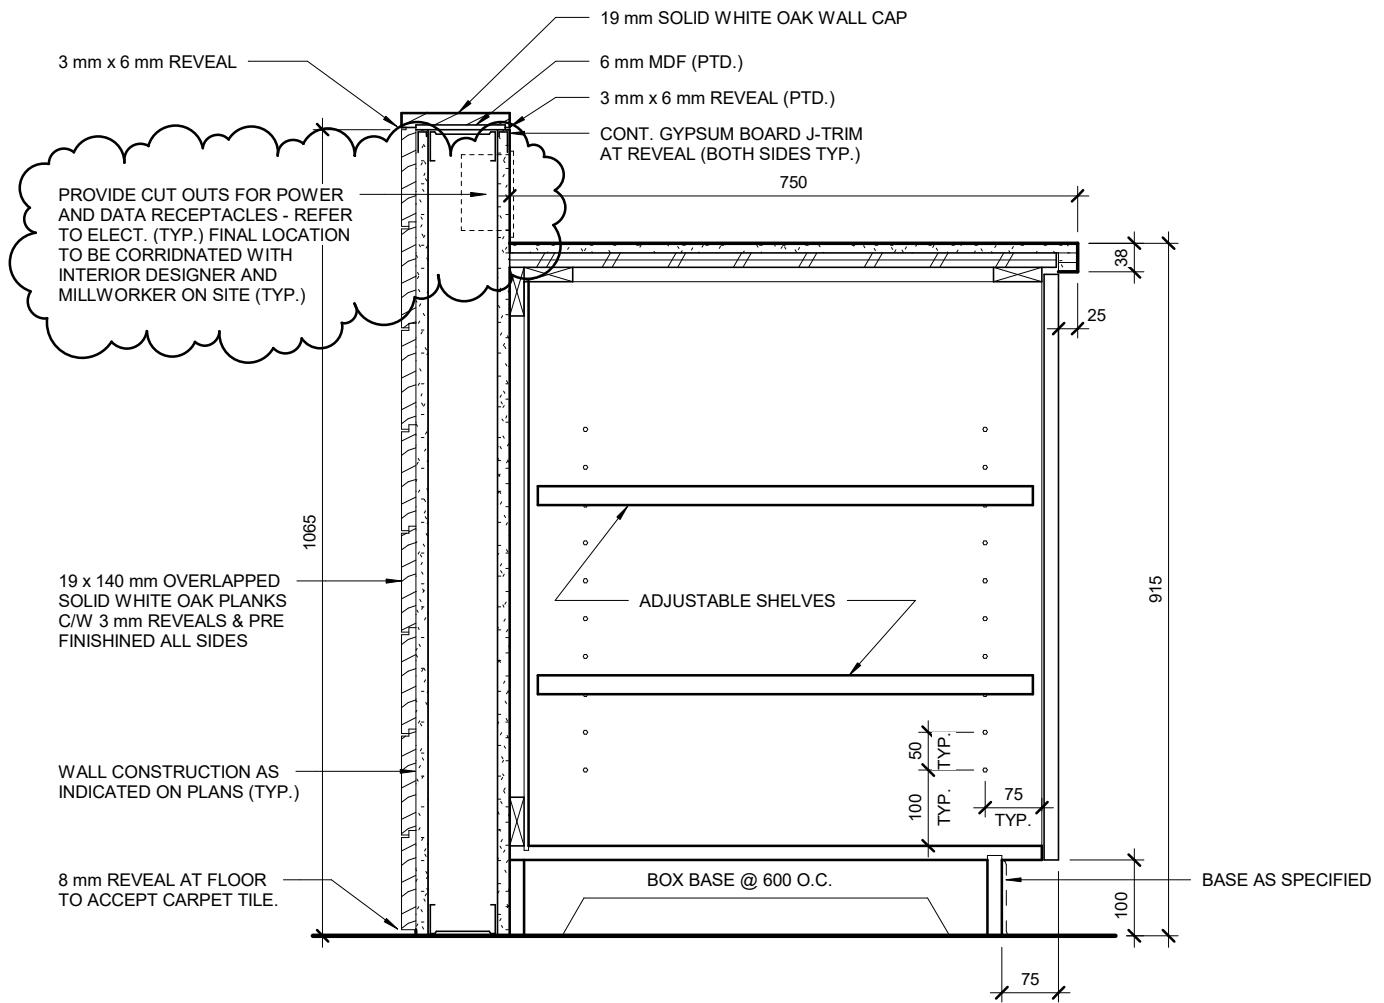 19 mm SOLID WHITE OAK WALL CAP
3 mm x 6 mm REVEAL
6 mm MDF (PTD.)
3 mm x 6 mm REVEAL (PTD.)
CONT. GYPSUM BOARD J-TRIM
AT REVEAL (BOTH SIDES TYP.)
750
PROVIDE CUT OUTS FOR POWER
AND DATA RECEPTACLES - REFER
TO ELECT. (TYP.) FINAL LOCATION
TO BE CORRIDNATED WITH
INTERIOR DESIGNER AND
MILLWORKER ON SITE (TYP.)
38
25
1065
19 x 140 mm OVERLAPPED
SOLID WHITE OAK PLANKS
C/W 3 mm REVEALS & PRE
FINISHINED ALL SIDES
ADJUSTABLE SHELVES
915
WALL CONSTRUCTION AS
INDICATED ON PLANS (TYP.)
50
TYP.
100
TYP.
75
TYP.
8 mm REVEAL AT FLOOR
TO ACCEPT CARPET TILE.
BOX BASE @ 600 O.C.
BASE AS SPECIFIED
100
75